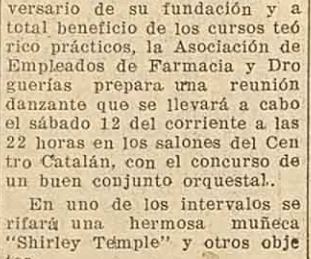 versario de su fundación y a
total beneficio de los cursos teó
rico prácticos, la Asociación de
Empleados de Farmacia y Dro
guerías prepara una reunión
danzante que se llevará a cabo
el sábado 12 del corriente a las
22 horas en los salones del Cen
tro Catalán, con el concurso de
un buen conjunto orquestal.
En uno de los intervalos se
rifará una hermosa muñeca
"Shirley Temple" y otros obje